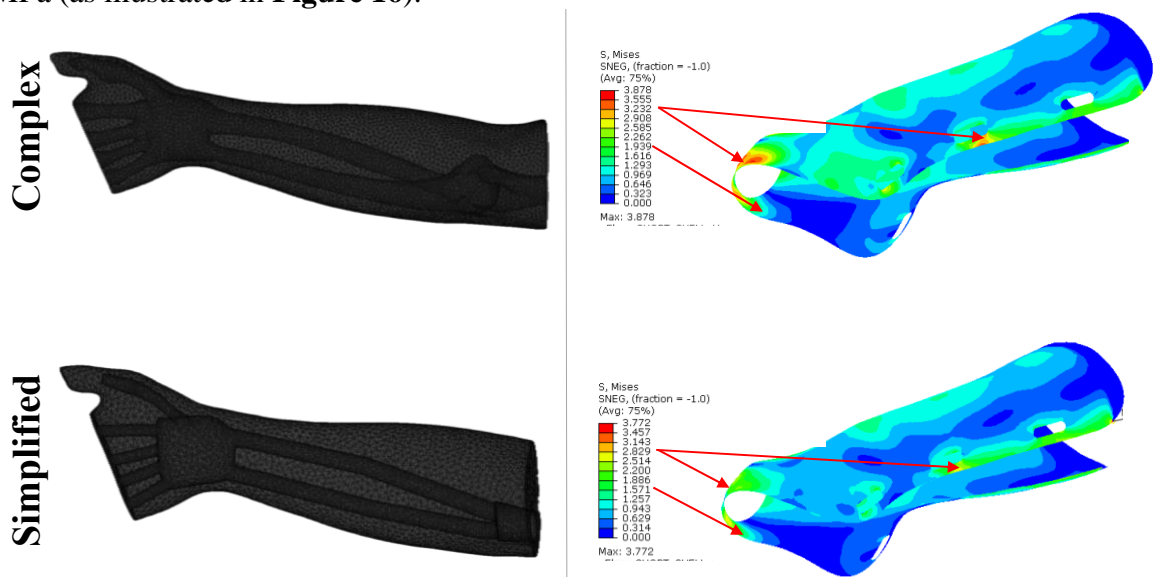 MPa (as illustrated in Figure 10).
Complex
S, Mises
SNEG, (fraction = -1.0)
(Avg: 75%)
3.878
3.555
3.232
2.908
2.585
2.262
1.939
1.616
1.293
0.969
0.646
0.323
0.000
Max: 3.878
Simplified
S, Mises
SNEG, (fraction = -1.0)
(Avg: 75%)
3.772
3.457
3.143
2.829
2.514
2.200
1.886
1.571
1.257
0.943
0.629
0.314
0.000
Max: 3.772